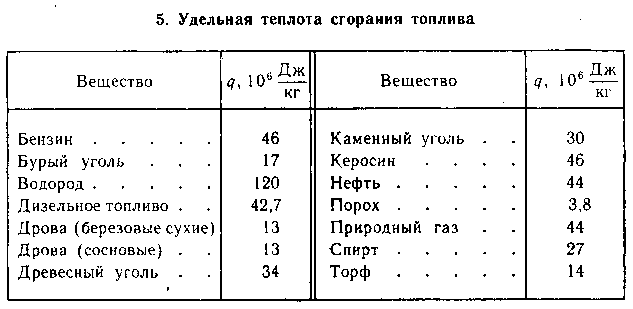 5. Удельная теплота сгорания топлива
Вещество q, 10⁶ Дж/кг Вещество q, 10⁶ Дж/кг
Бензин . . . . . 46 Каменный уголь . . 30
Бурый уголь . . . 17 Керосин . . . . 46
Водород . . . . . 120 Нефть . . . . . 44
Дизельное топливо . . 42,7 Порох . . . . . 3,8
Дрова (березовые сухие) 13 Природный газ . . 44
Дрова (сосновые) . . 13 Спирт . . . . . 27
Древесный уголь . . 34 Торф . . . . . 14